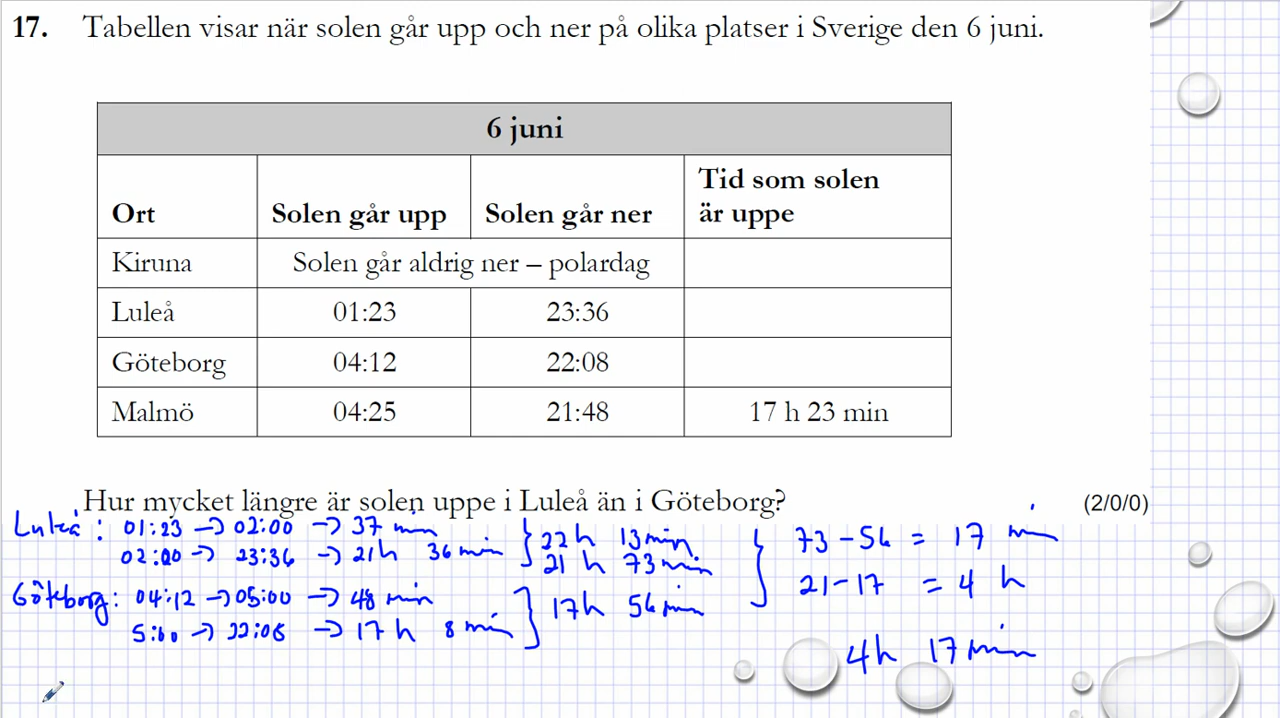 17. Tabellen visar när solen går upp och ner på olika platser i Sverige den 6 juni.
6 juni
Ort Solen går upp Solen går ner Tid som solen är uppe
Kiruna Solen går aldrig ner – polardag
Luleå 01:23 23:36
Göteborg 04:12 22:08
Malmö 04:25 21:48 17 h 23 min
Hur mycket längre är solen uppe i Luleå än i Göteborg? (2/0/0)
Luleå: 01:23 → 02:00 → 37 min
02:00 → 23:36 → 21h 36 min } 22h 13min
21 h 73 min
Göteborg: 04:12 → 05:00 → 48 min
5:00 → 22:08 → 17 h 8 min } 17h 56 min
} 73 - 56 = 17 min
21 - 17 = 4 h
4h 17 min